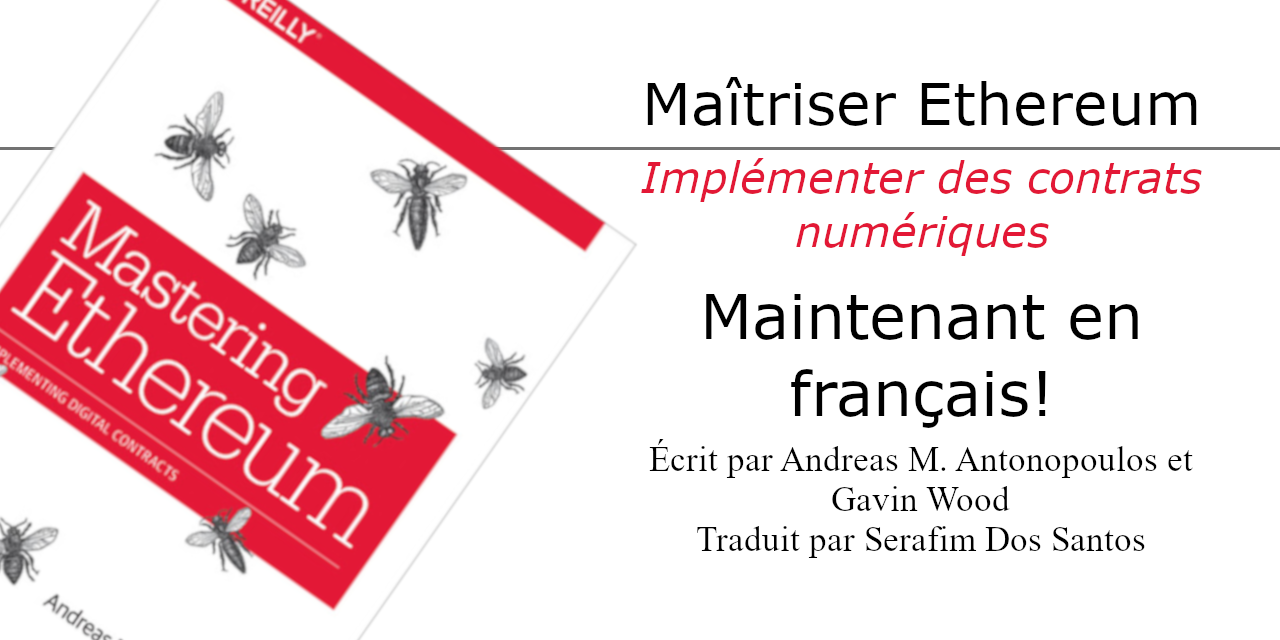 REILLY
Mastering
Ethereum
PLEMENTING DIGITAL CONTRACTS
Andreas
Maîtriser Ethereum
Implémenter des contrats
numériques
Maintenant en
français!
Écrit par Andreas M. Antonopoulos et
Gavin Wood
Traduit par Serafim Dos Santos